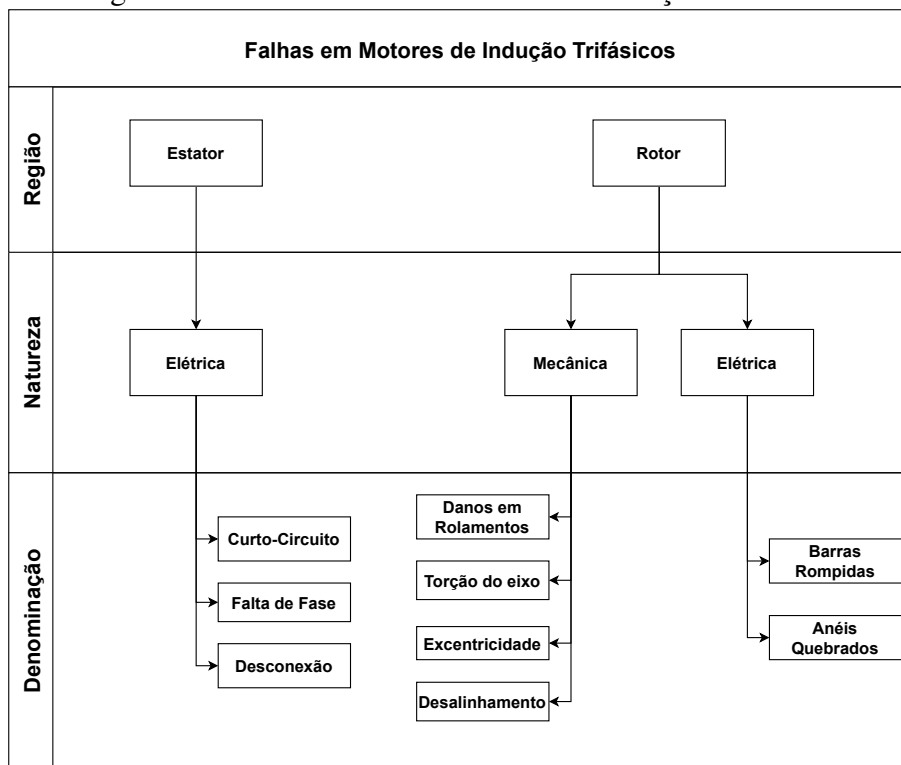 Falhas em Motores de Indução Trifásicos
Região
Estator
Rotor
Natureza
Elétrica
Mecânica
Elétrica
Denominação
Curto-Circuito
Falta de Fase
Desconexão
Danos em
Rolamentos
Torção do eixo
Excentricidade
Desalinhamento
Barras
Rompidas
Anéis
Quebrados